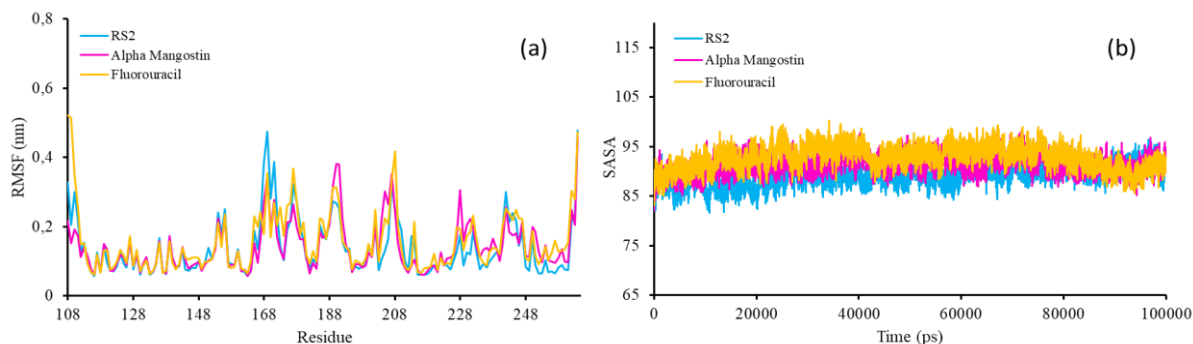 0,8
0,6
0,4
0,2
0
RMSF (nm)
RS2
Alpha Mangostin
Fluorouracil
(a)
108 128 148 168 188 208 228 248
Residue
115
105
95
85
75
65
SASA
RS2
Alpha Mangostin
Fluorouracil
(b)
0 20000 40000 60000 80000 100000
Time (ps)